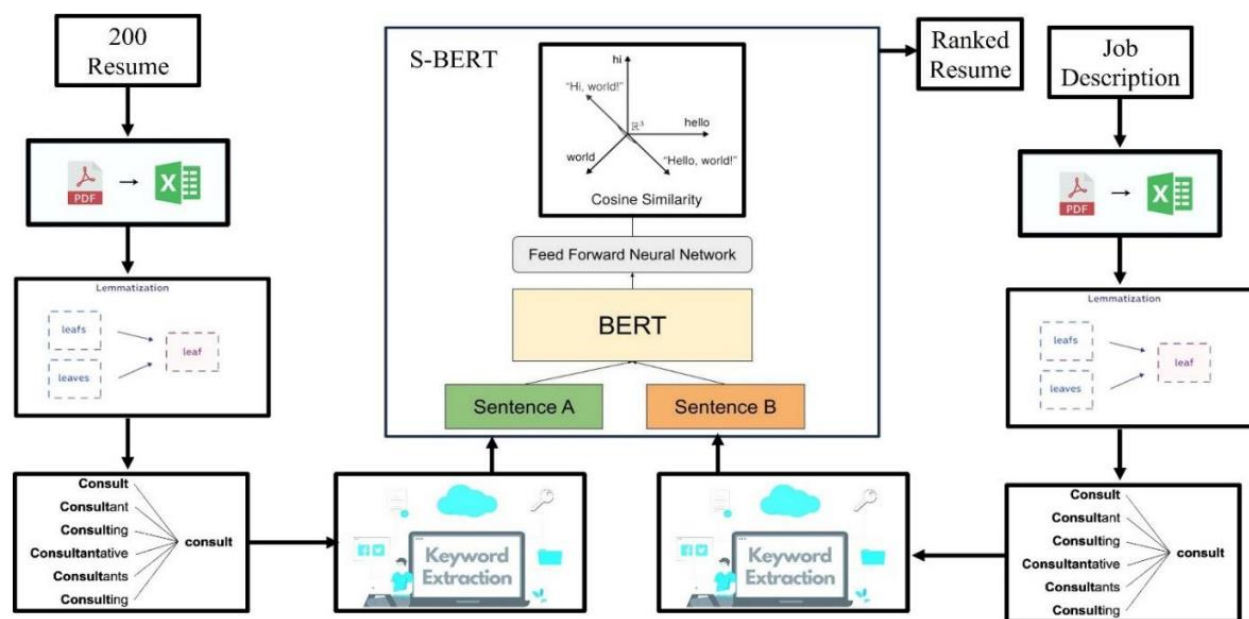 200
Resume
PDF
Lemmatization
leafs
leaf
leaves
Consult
Consultant
Consulting
Consultantative
Consultants
Consulting
consult
Keyword
Extraction
S-BERT
hi
"Hi, world!"
ℝ³
hello
world
"Hello, world!"
Cosine Similarity
Feed Forward Neural Network
BERT
Sentence A
Sentence B
Keyword
Extraction
Ranked
Resume
Job
Description
PDF
Lemmatization
leafs
leaf
leaves
Consult
Consultant
Consulting
Consultantative
Consultants
Consulting
consult